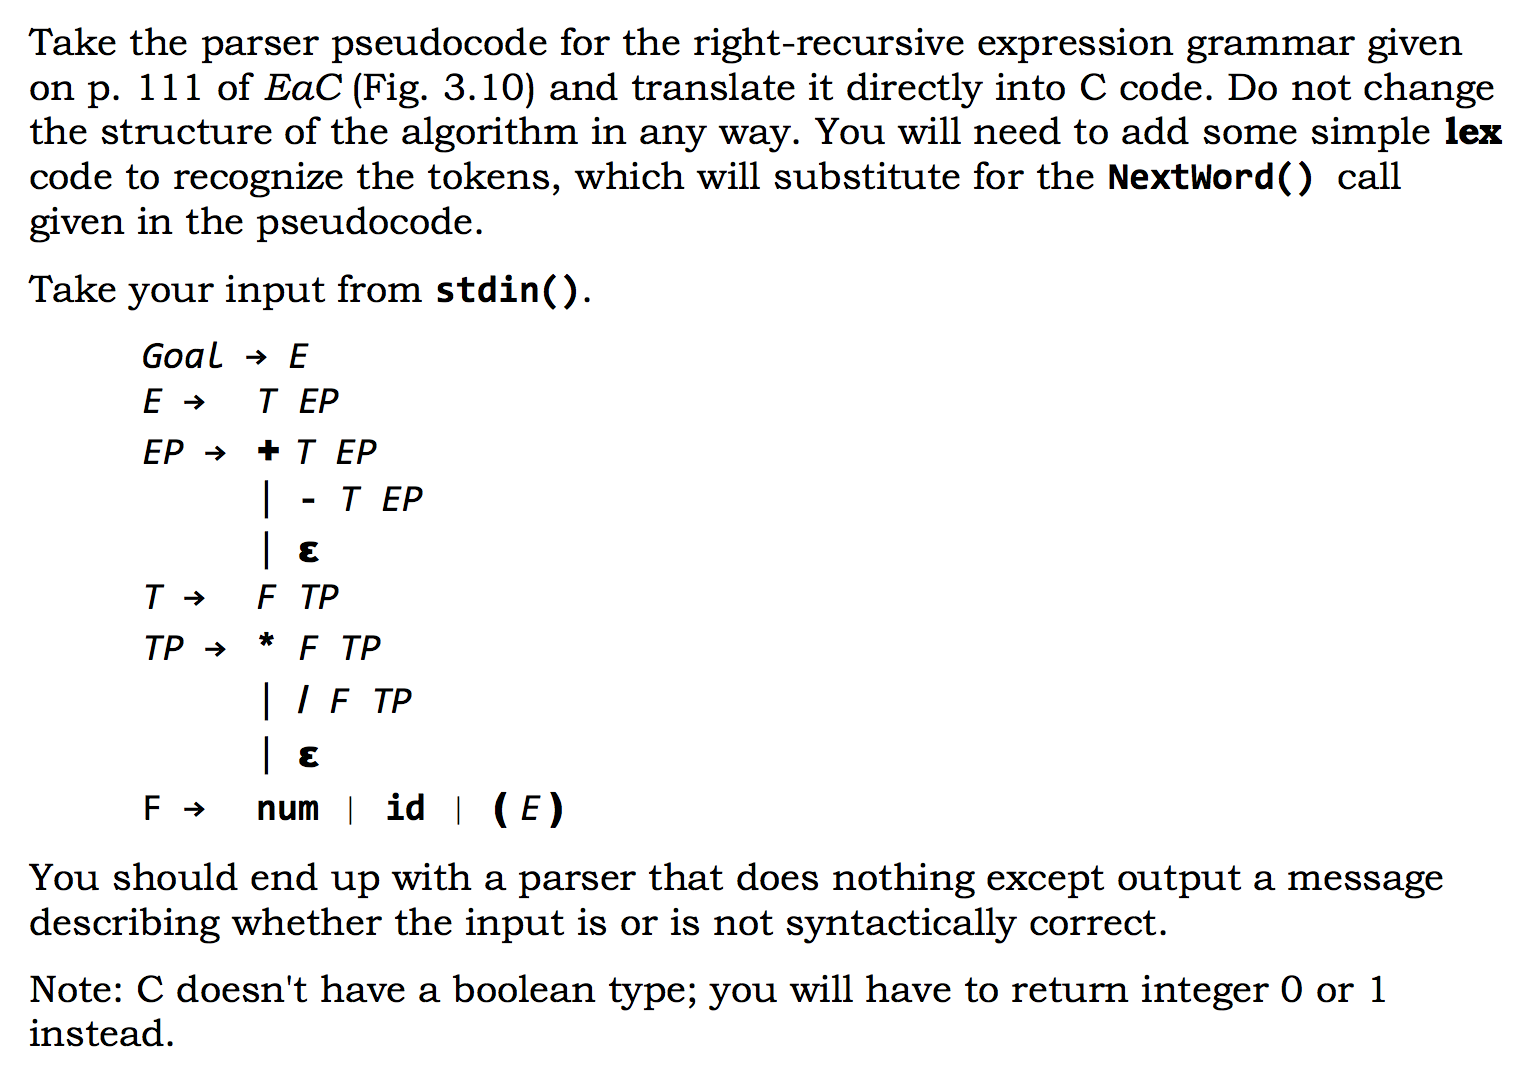 Take the parser pseudocode for the right-recursive expression grammar given
on p. 111 of EaC (Fig. 3.10) and translate it directly into C code. Do not change
the structure of the algorithm in any way. You will need to add some simple lex
code to recognize the tokens, which will substitute for the NextWord() call
given in the pseudocode.
Take your input from stdin().
Goal → E
E → T EP
EP → + T EP
| - T EP
| ε
T → F TP
TP → * F TP
| / F TP
| ε
F → num | id | ( E )
You should end up with a parser that does nothing except output a message
describing whether the input is or is not syntactically correct.
Note: C doesn't have a boolean type; you will have to return integer 0 or 1
instead.